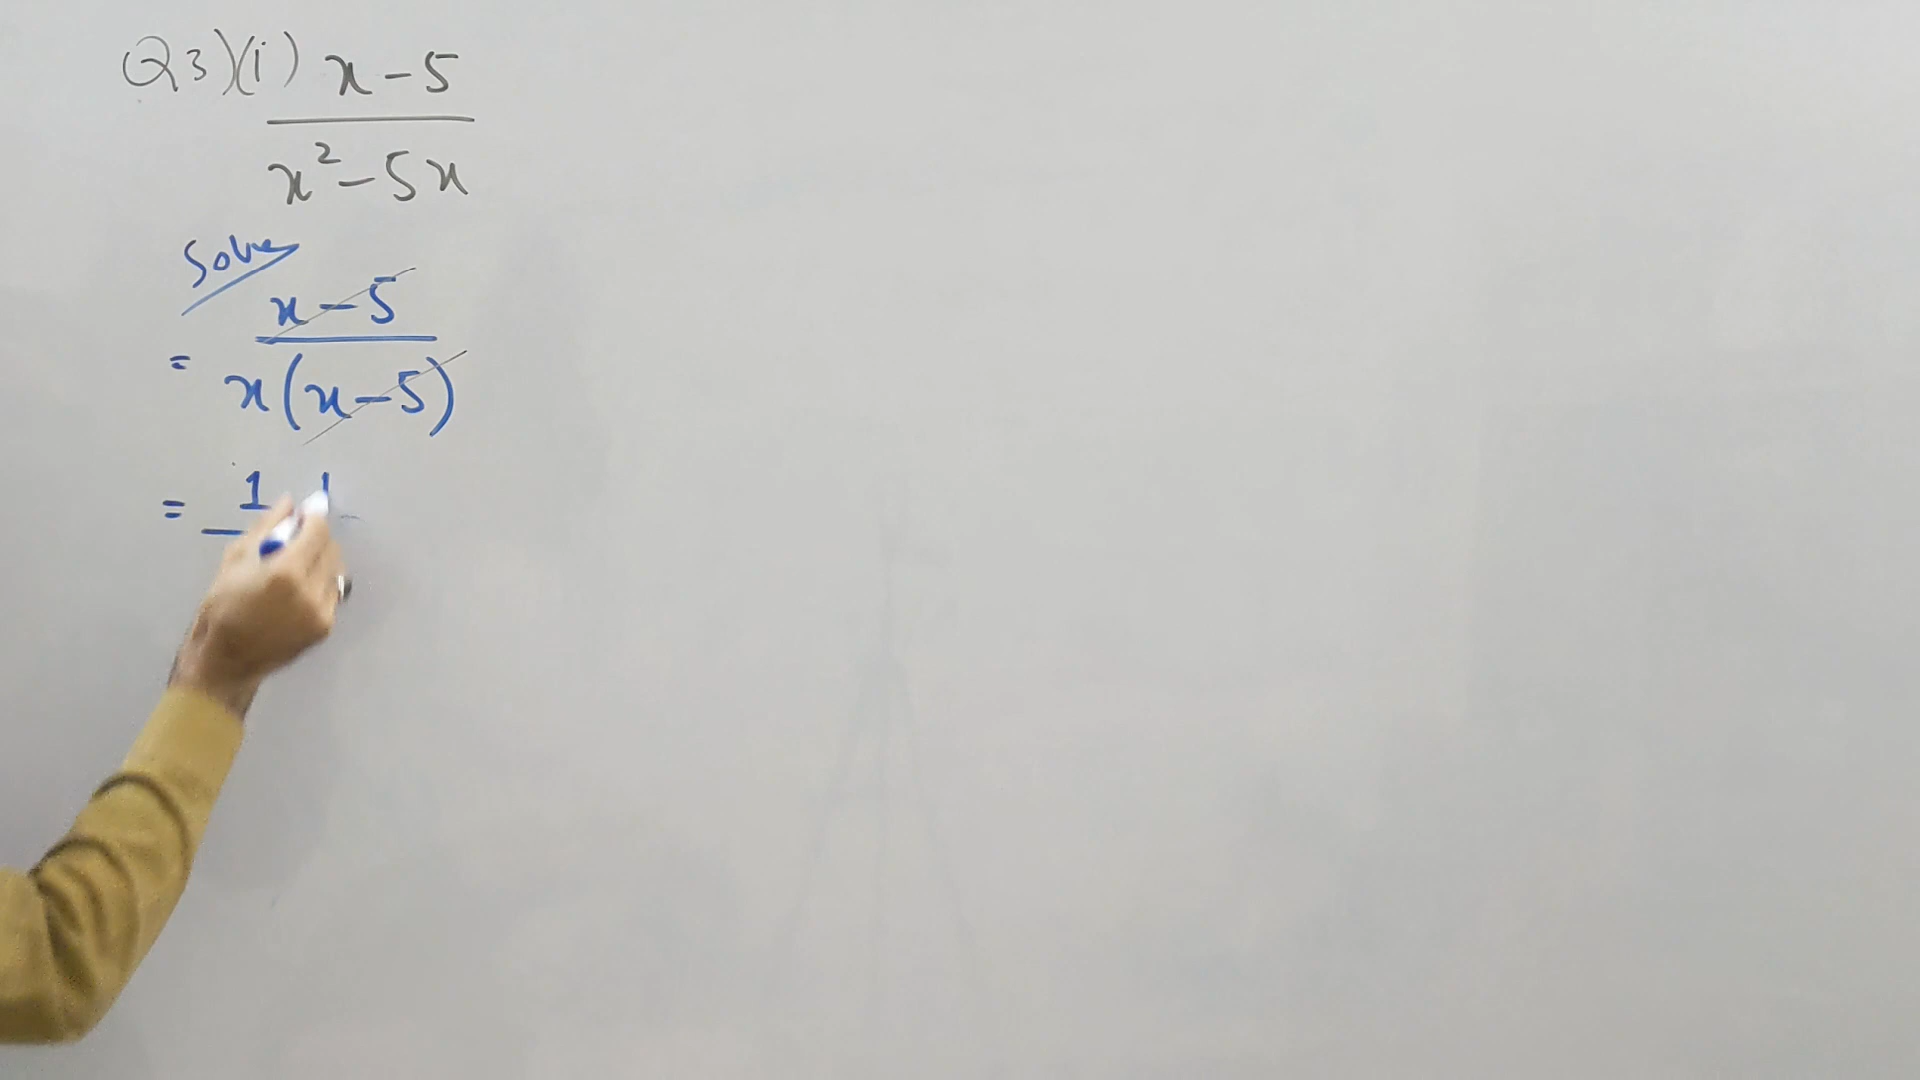 Q3)(i) x-5
x²-5x
Solve
x-5
= x(x-5)
= 1